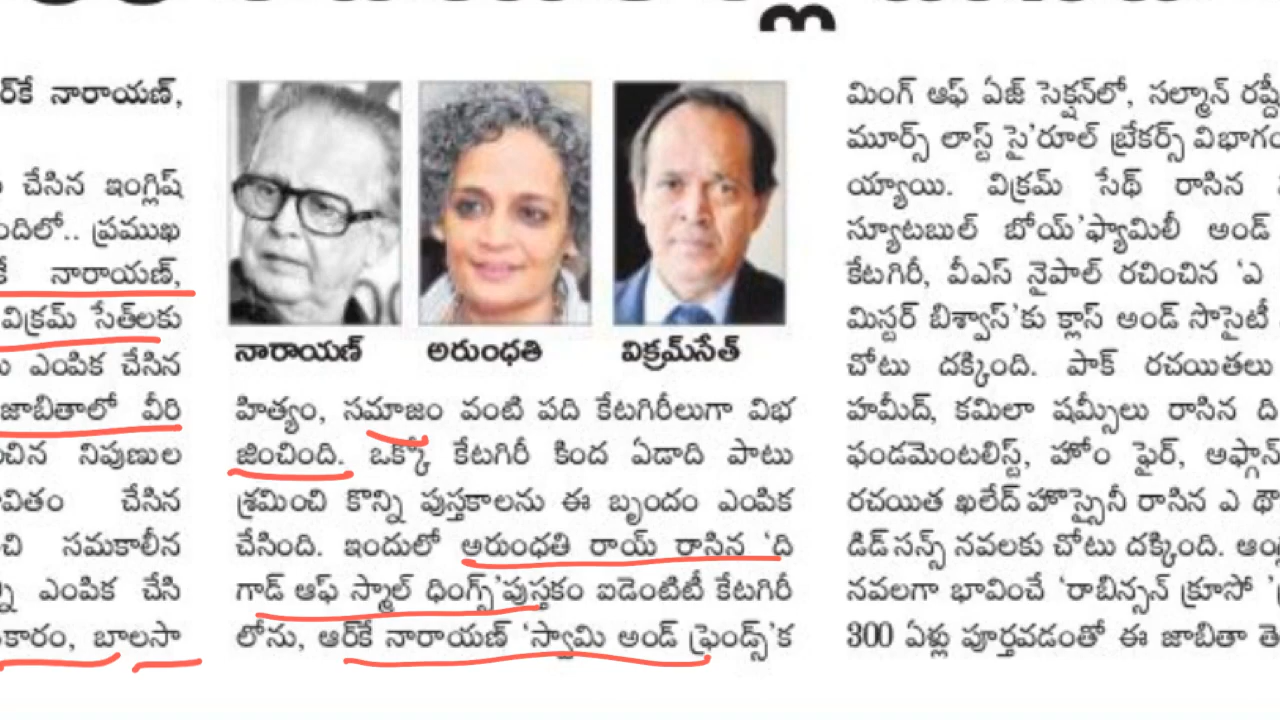 ర్‌కే నారాయణ్,
చేసిన ఇంగ్లిష్
ందిలో.. ప్రముఖ
కే నారాయణ్,
విక్రమ్ సేత్‌లకు
ఎంపిక చేసిన
జాబితాలో వీరి
చిన నిపుణుల
వితం చేసిన
చి సమకాలీన
ఎంపిక చేసి
కారం, బాలసా
నారాయణ్ అరుంధతి విక్రమ్‌సేత్
హిత్యం, సమాజం వంటి పది కేటగిరీలుగా విభ
జించింది. ఒక్కో కేటగిరీ కింద ఏడాది పాటు
శ్రమించి కొన్ని పుస్తకాలను ఈ బృందం ఎంపిక
చేసింది. ఇందులో అరుంధతి రాయ్ రాసిన ‘ది
గాడ్ ఆఫ్ స్మాల్ థింగ్స్’పుస్తకం ఐడెంటిటీ కేటగిరీ
లోను, ఆర్‌కే నారాయణ్ ‘స్వామి అండ్ ఫ్రెండ్స్’క
మింగ్ ఆఫ్ ఏజ్ సెక్షన్‌లో, సల్మాన్ రష్దీ
మూర్స్ లాస్ట్ సై’రూల్ బ్రేకర్స్ విభాగం
య్యాయి. విక్రమ్ సేథ్ రాసిన
స్యూటబుల్ బోయ్’ఫ్యామిలీ అండ్
కేటగిరీ, వీఎస్ నైపాల్ రచించిన ‘ఎ
మిస్టర్ బిశ్వాస్’కు క్లాస్ అండ్ సొసైటీ
చోటు దక్కింది. పాక్ రచయితలు
హమీద్, కమిలా షమ్సీలు రాసిన ది
ఫండమెంటలిస్ట్, హోం ఫైర్, అఫ్గాన్
రచయిత ఖలేద్ హొస్సైనీ రాసిన ఎ థౌ
డిడ్ సన్స్ నవలకు చోటు దక్కింది. ఆం
నవలగా భావించే ‘రాబిన్సన్ క్రూసో ’
300 ఏళ్లు పూర్తవడంతో ఈ జాబితా తె